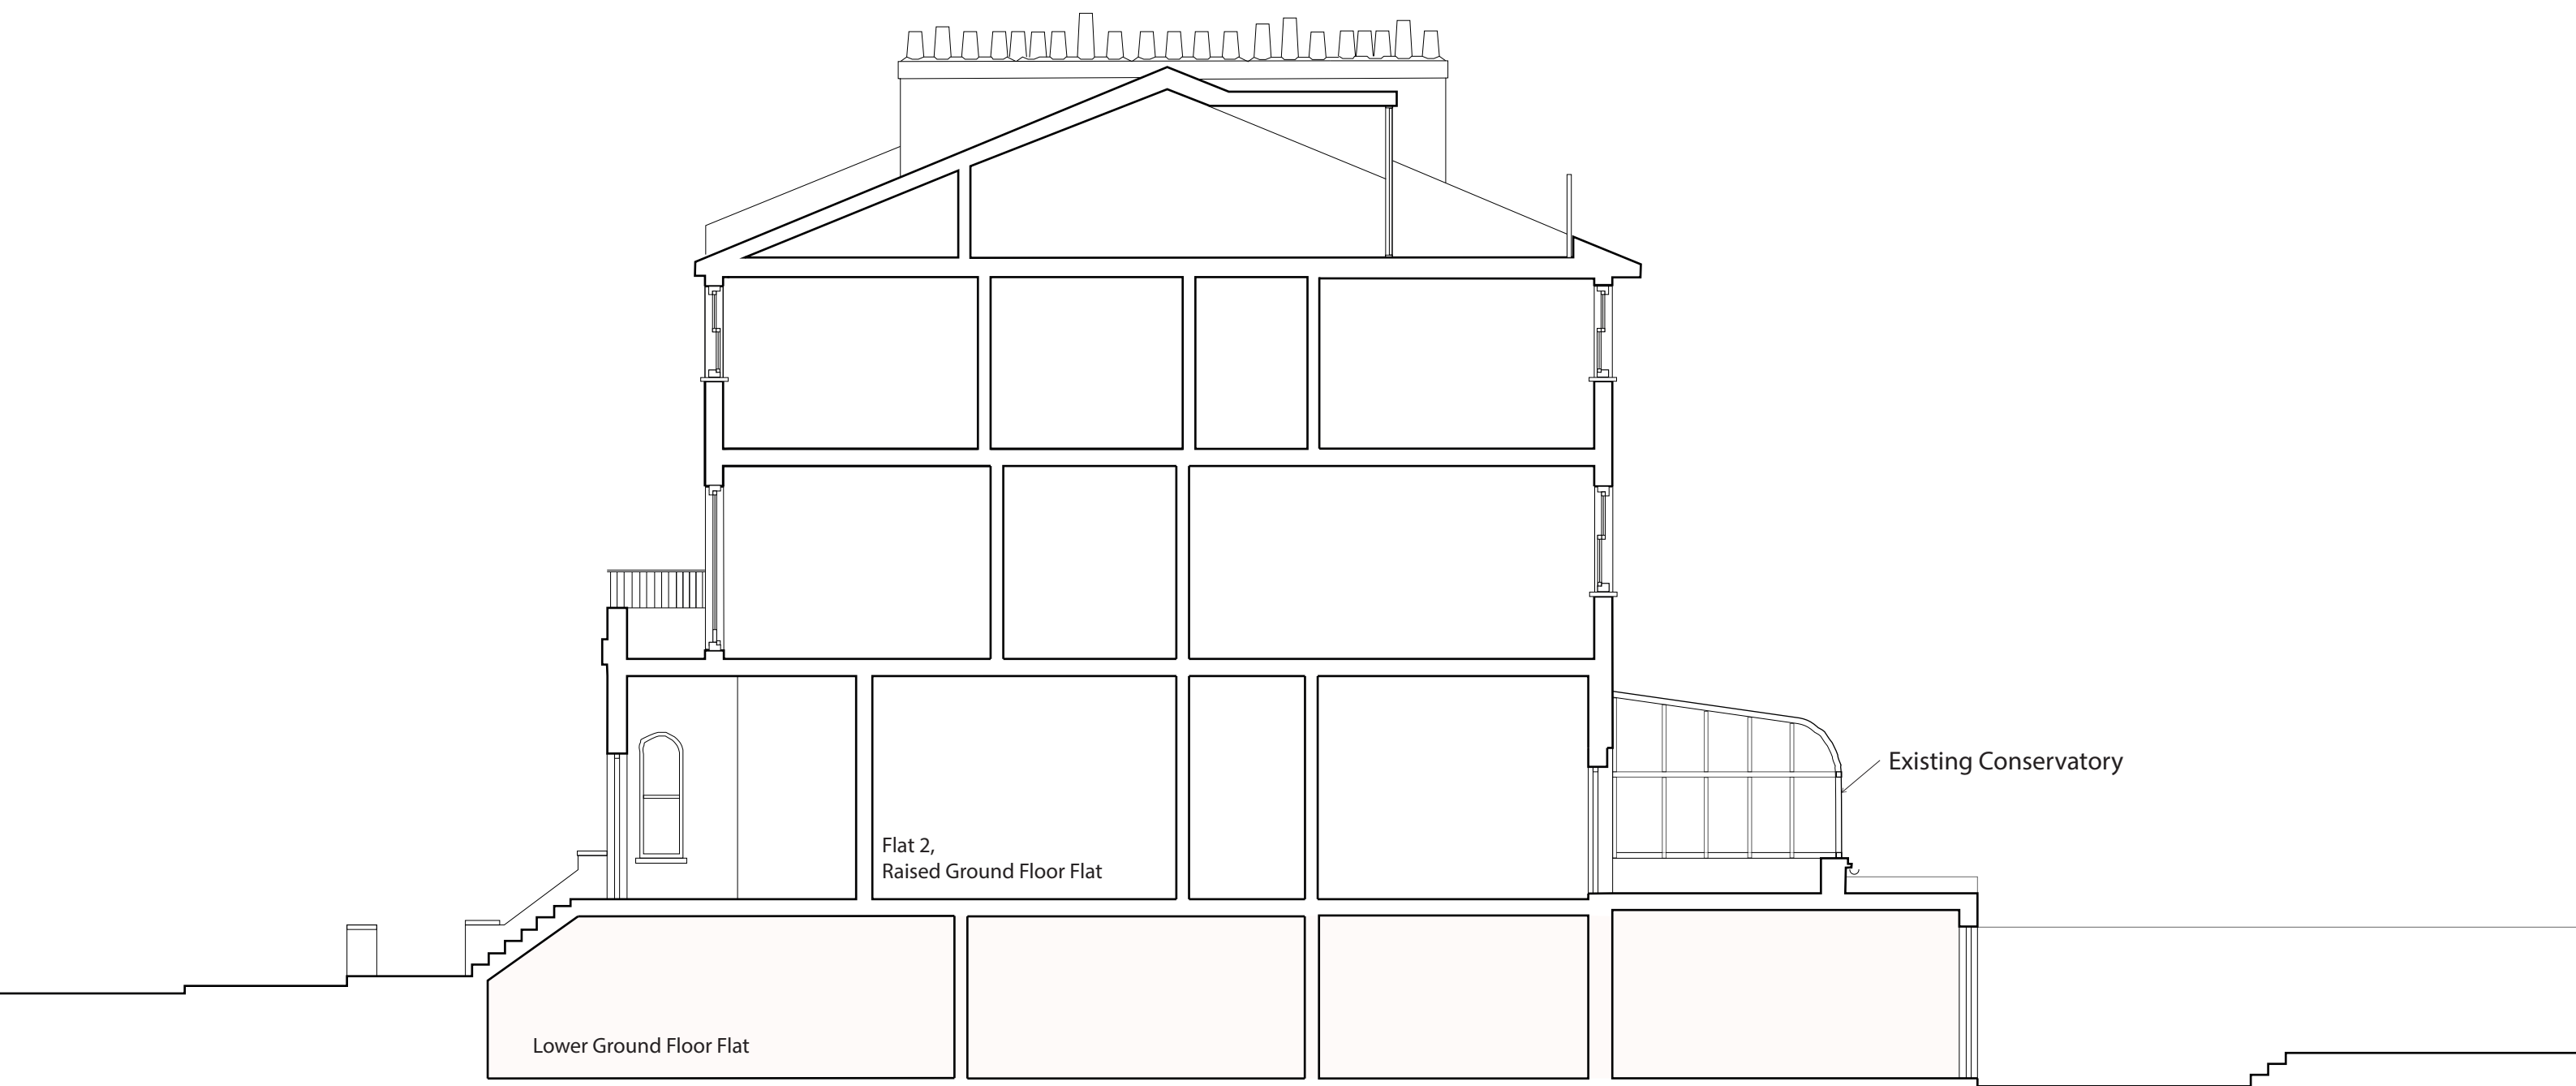 Existing Conservatory
Flat 2,
Raised Ground Floor Flat
Lower Ground Floor Flat